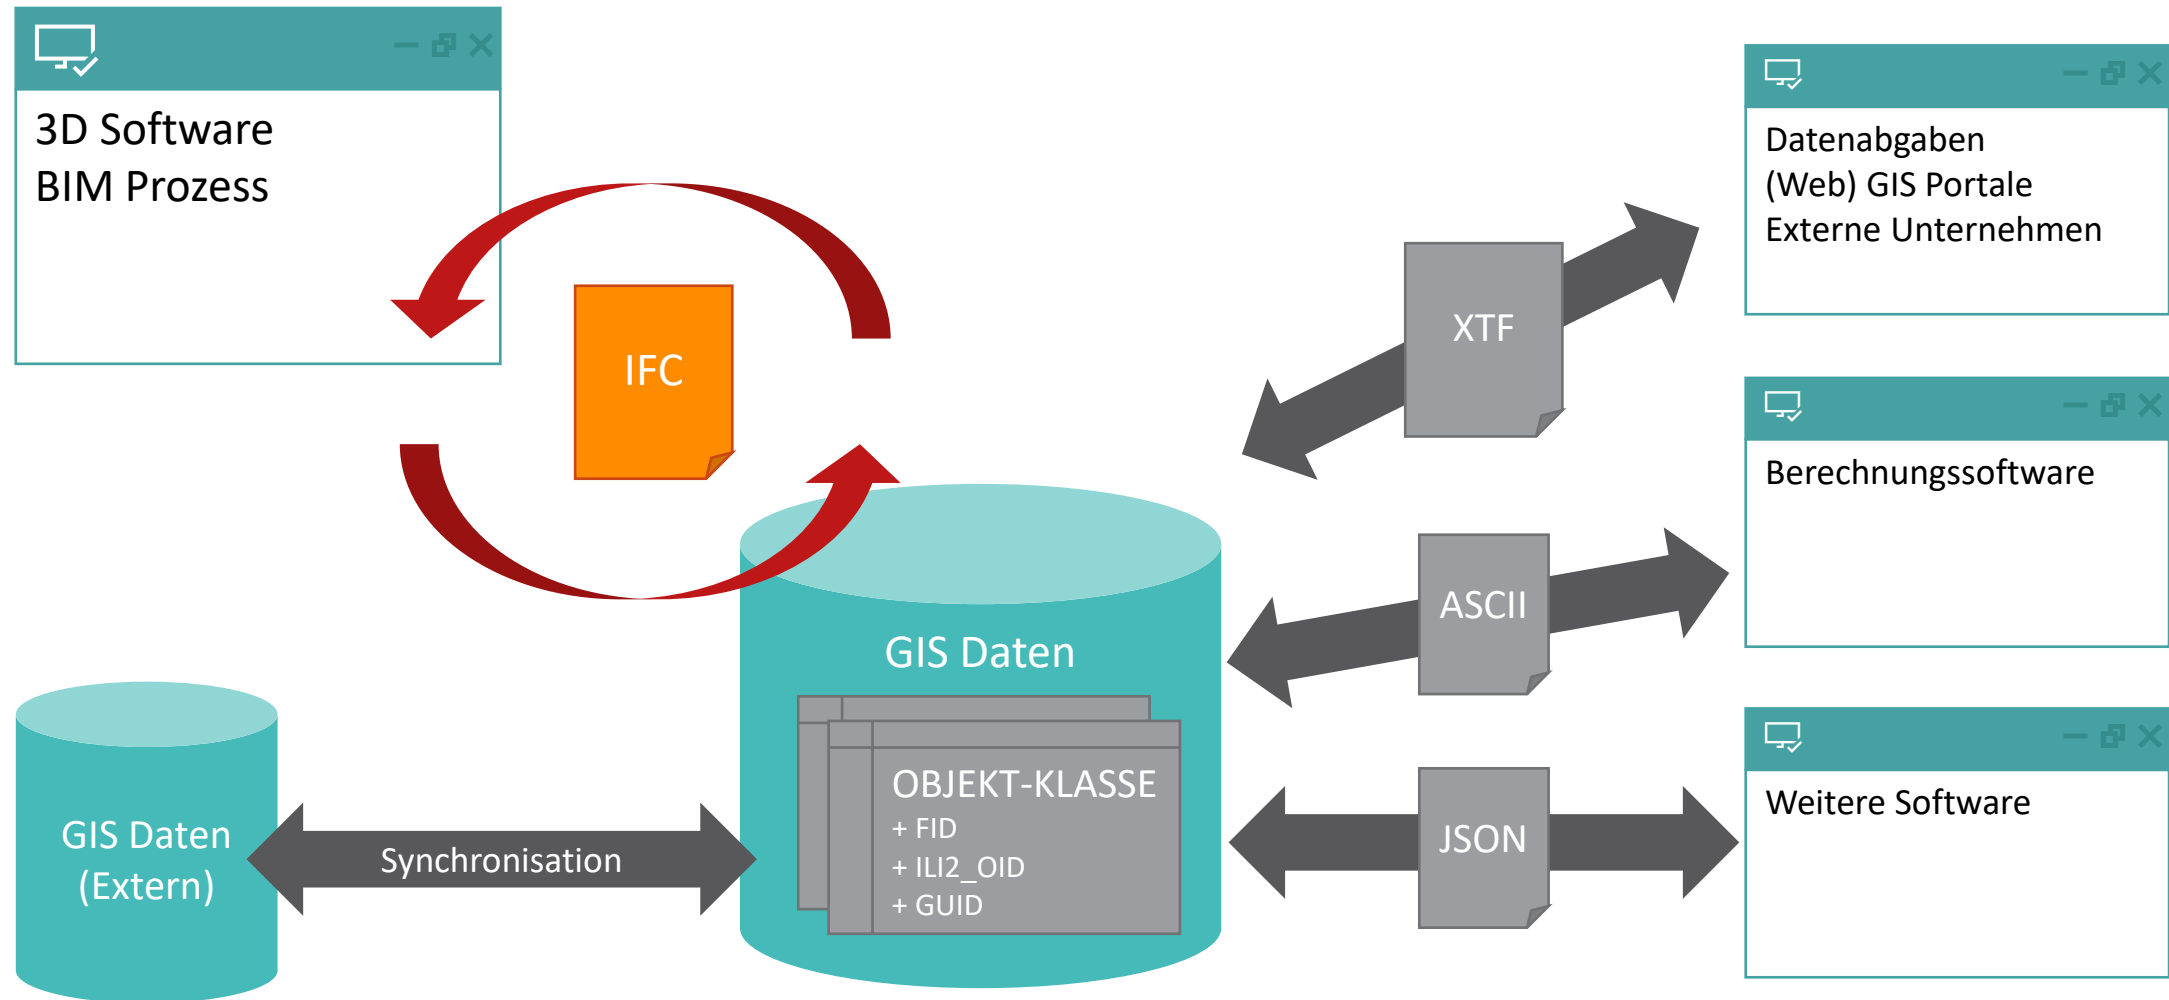 3D Software
BIM Prozess
IFC
XTF
Datenabgaben
(Web) GIS Portale
Externe Unternehmen
Berechnungssoftware
ASCII
GIS Daten
OBJEKT-KLASSE
+ FID
+ ILI2_OID
+ GUID
GIS Daten
(Extern)
Synchronisation
JSON
Weitere Software